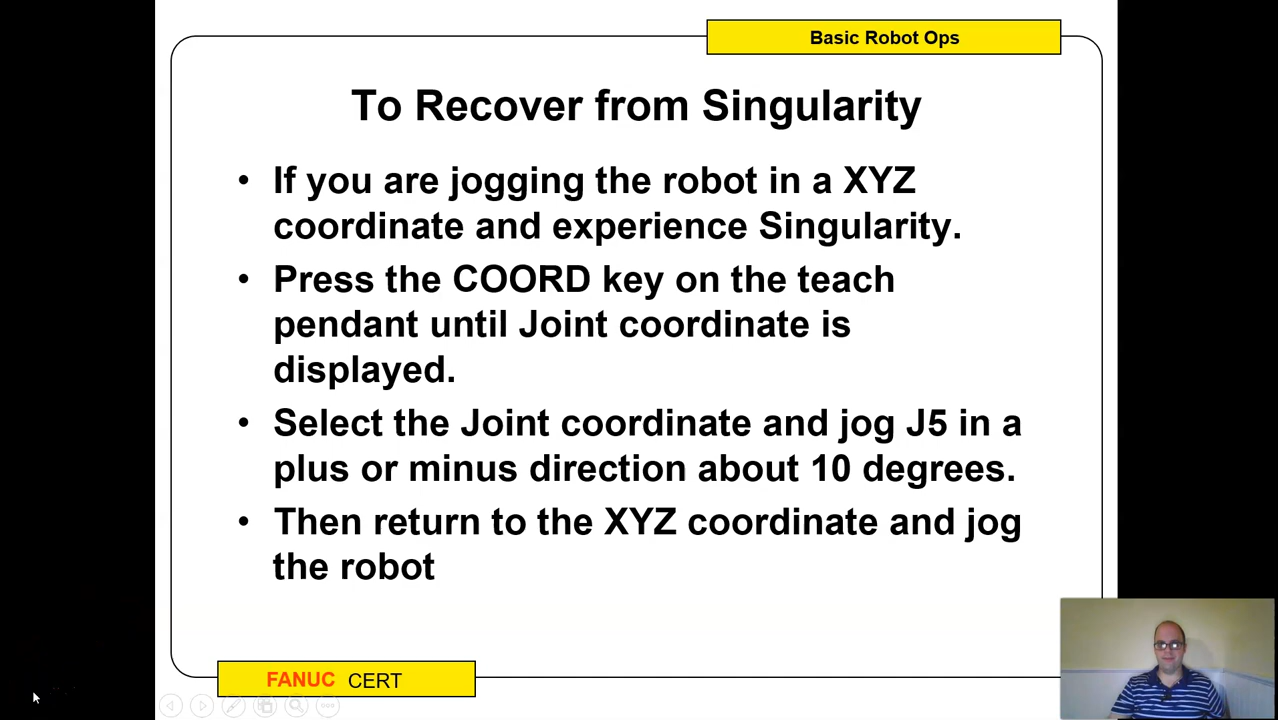 Basic Robot Ops
To Recover from Singularity
• If you are jogging the robot in a XYZ
coordinate and experience Singularity.
• Press the COORD key on the teach
pendant until Joint coordinate is
displayed.
• Select the Joint coordinate and jog J5 in a
plus or minus direction about 10 degrees.
• Then return to the XYZ coordinate and jog
the robot
FANUC CERT